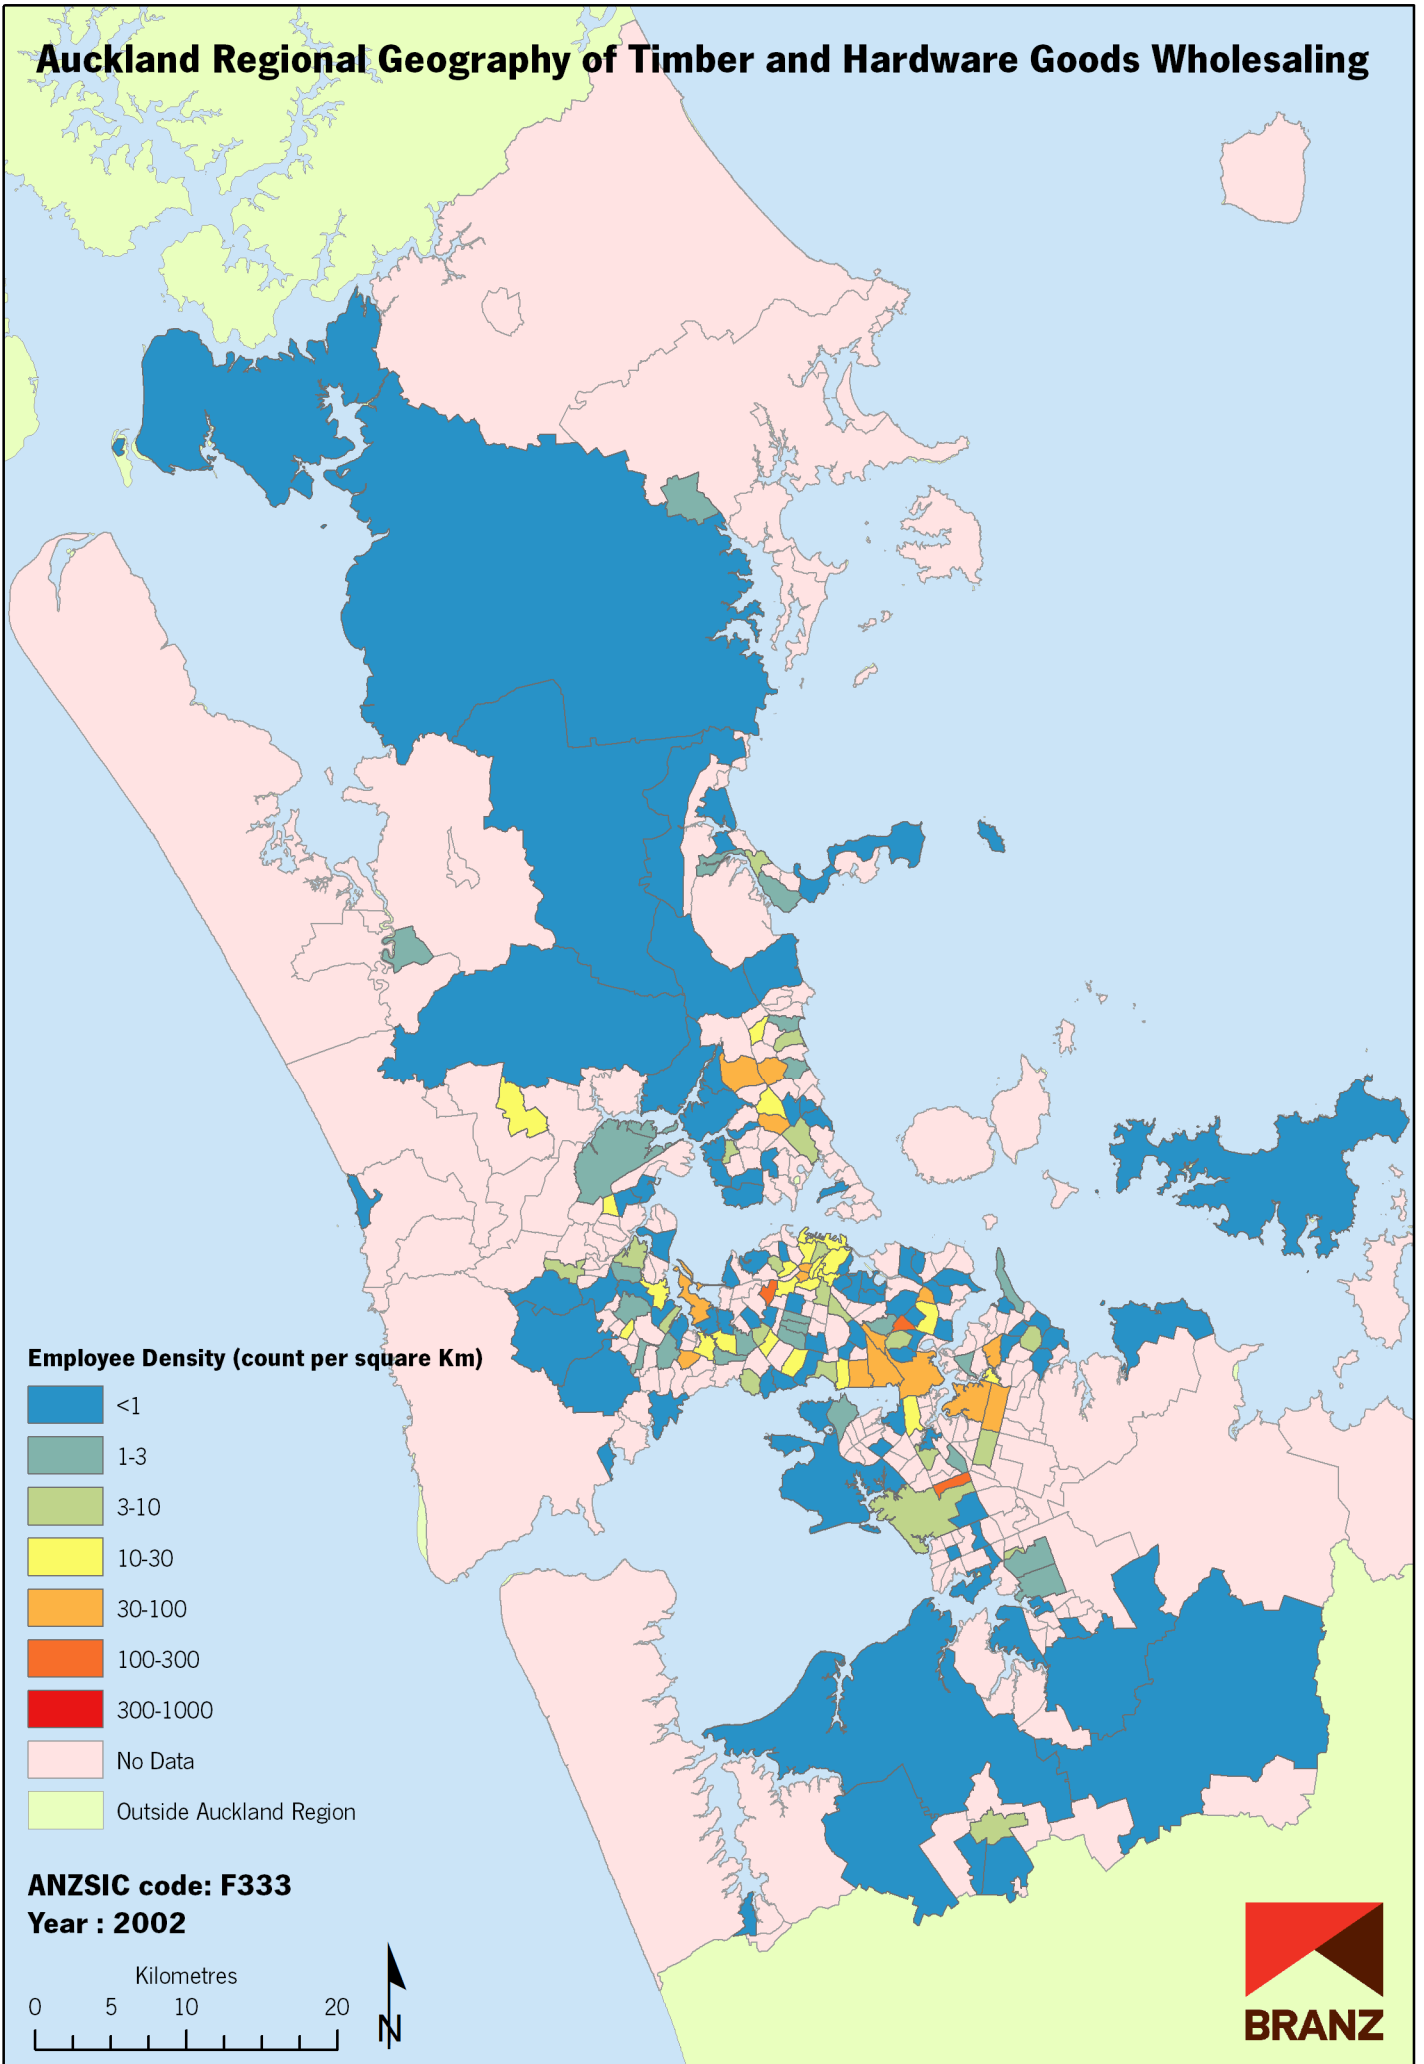 Auckland Regional Geography of Timber and Hardware Goods Wholesaling
Employee Density (count per square Km)
<1
1-3
3-10
10-30
30-100
100-300
300-1000
No Data
Outside Auckland Region
ANZSIC code: F333
Year : 2002
Kilometres
0 5 10 20
N
BRANZ